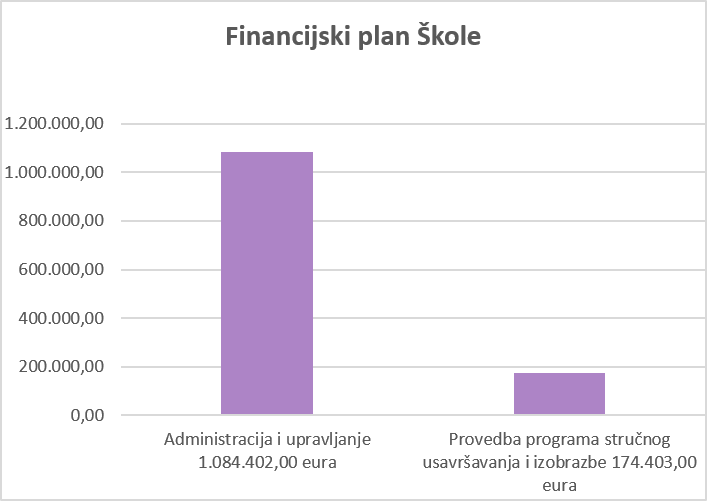 Financijski plan Škole
1.200.000,00
1.000.000,00
800.000,00
600.000,00
400.000,00
200.000,00
0,00
Administracija i upravljanje
1.084.402,00 eura
Provedba programa stručnog
usavršavanja i izobrazbe 174.403,00
eura